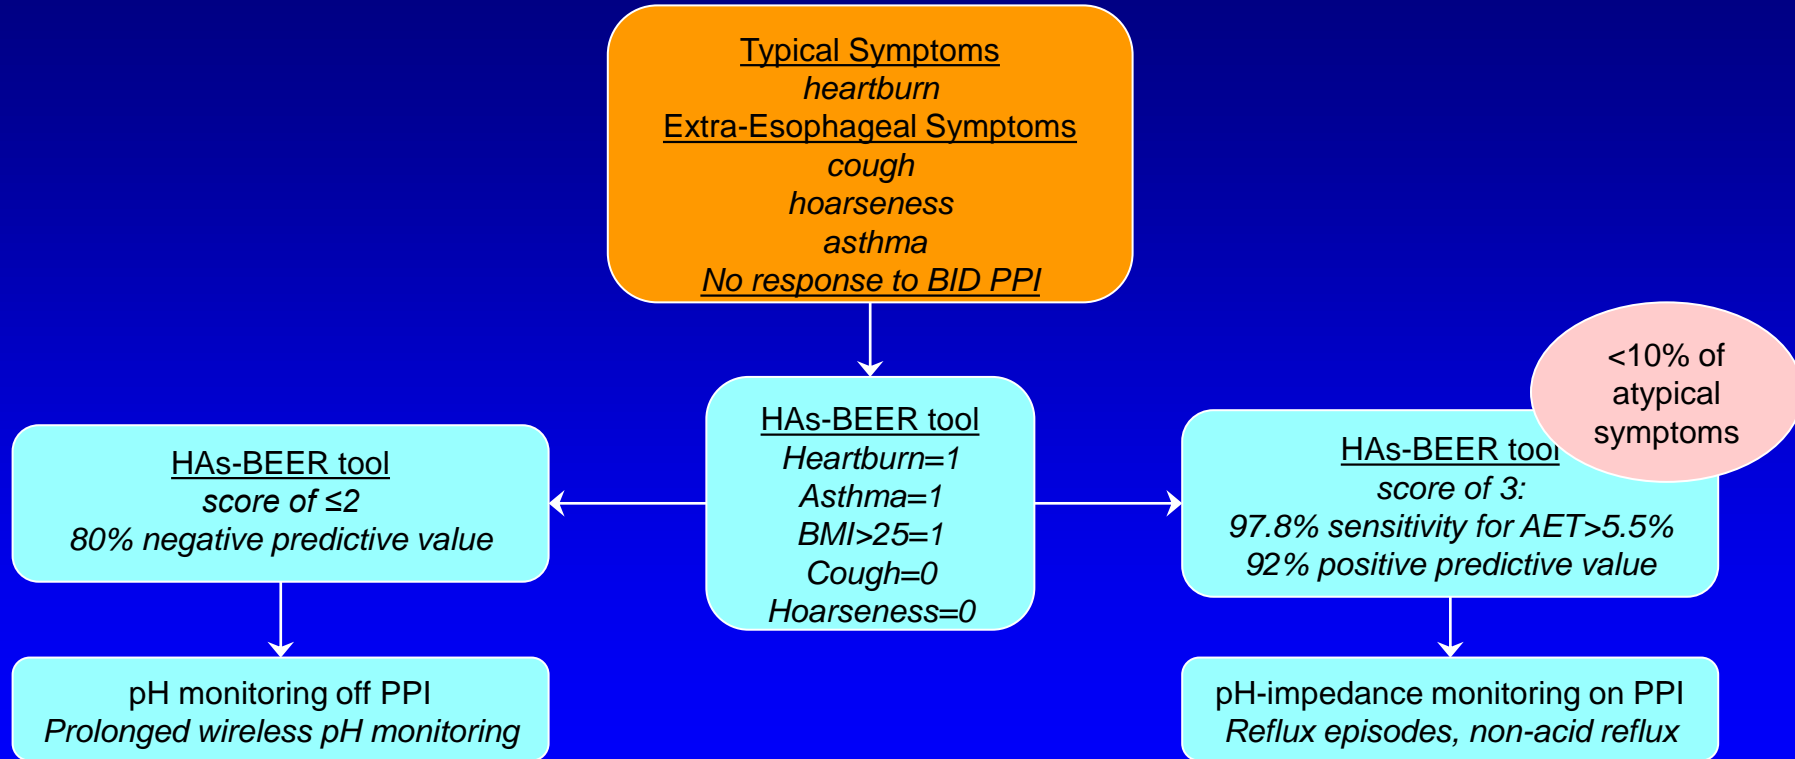 Typical Symptoms
heartburn
Extra-Esophageal Symptoms
cough
hoarseness
asthma
No response to BID PPI
HAs-BEER tool
score of ≤2
80% negative predictive value
HAs-BEER tool
Heartburn=1
Asthma=1
BMI>25=1
Cough=0
Hoarseness=0
<10% of
atypical
symptoms
HAs-BEER tool
score of 3:
97.8% sensitivity for AET>5.5%
92% positive predictive value
pH monitoring off PPI
Prolonged wireless pH monitoring
pH-impedance monitoring on PPI
Reflux episodes, non-acid reflux